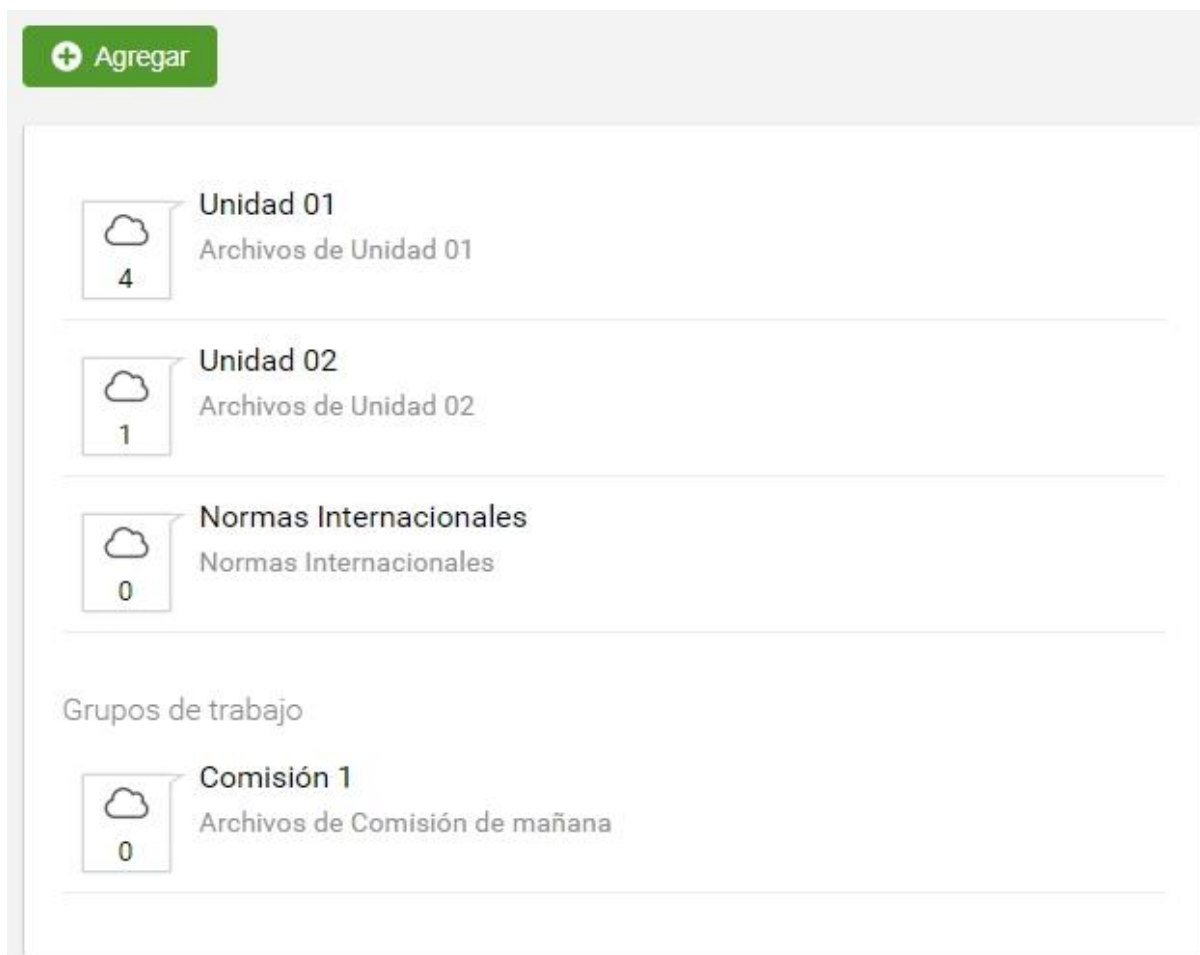 Agregar
Unidad 01
Archivos de Unidad 01
4
Unidad 02
Archivos de Unidad 02
1
Normas Internacionales
Normas Internacionales
0
Grupos de trabajo
Comisión 1
Archivos de Comisión de mañana
0